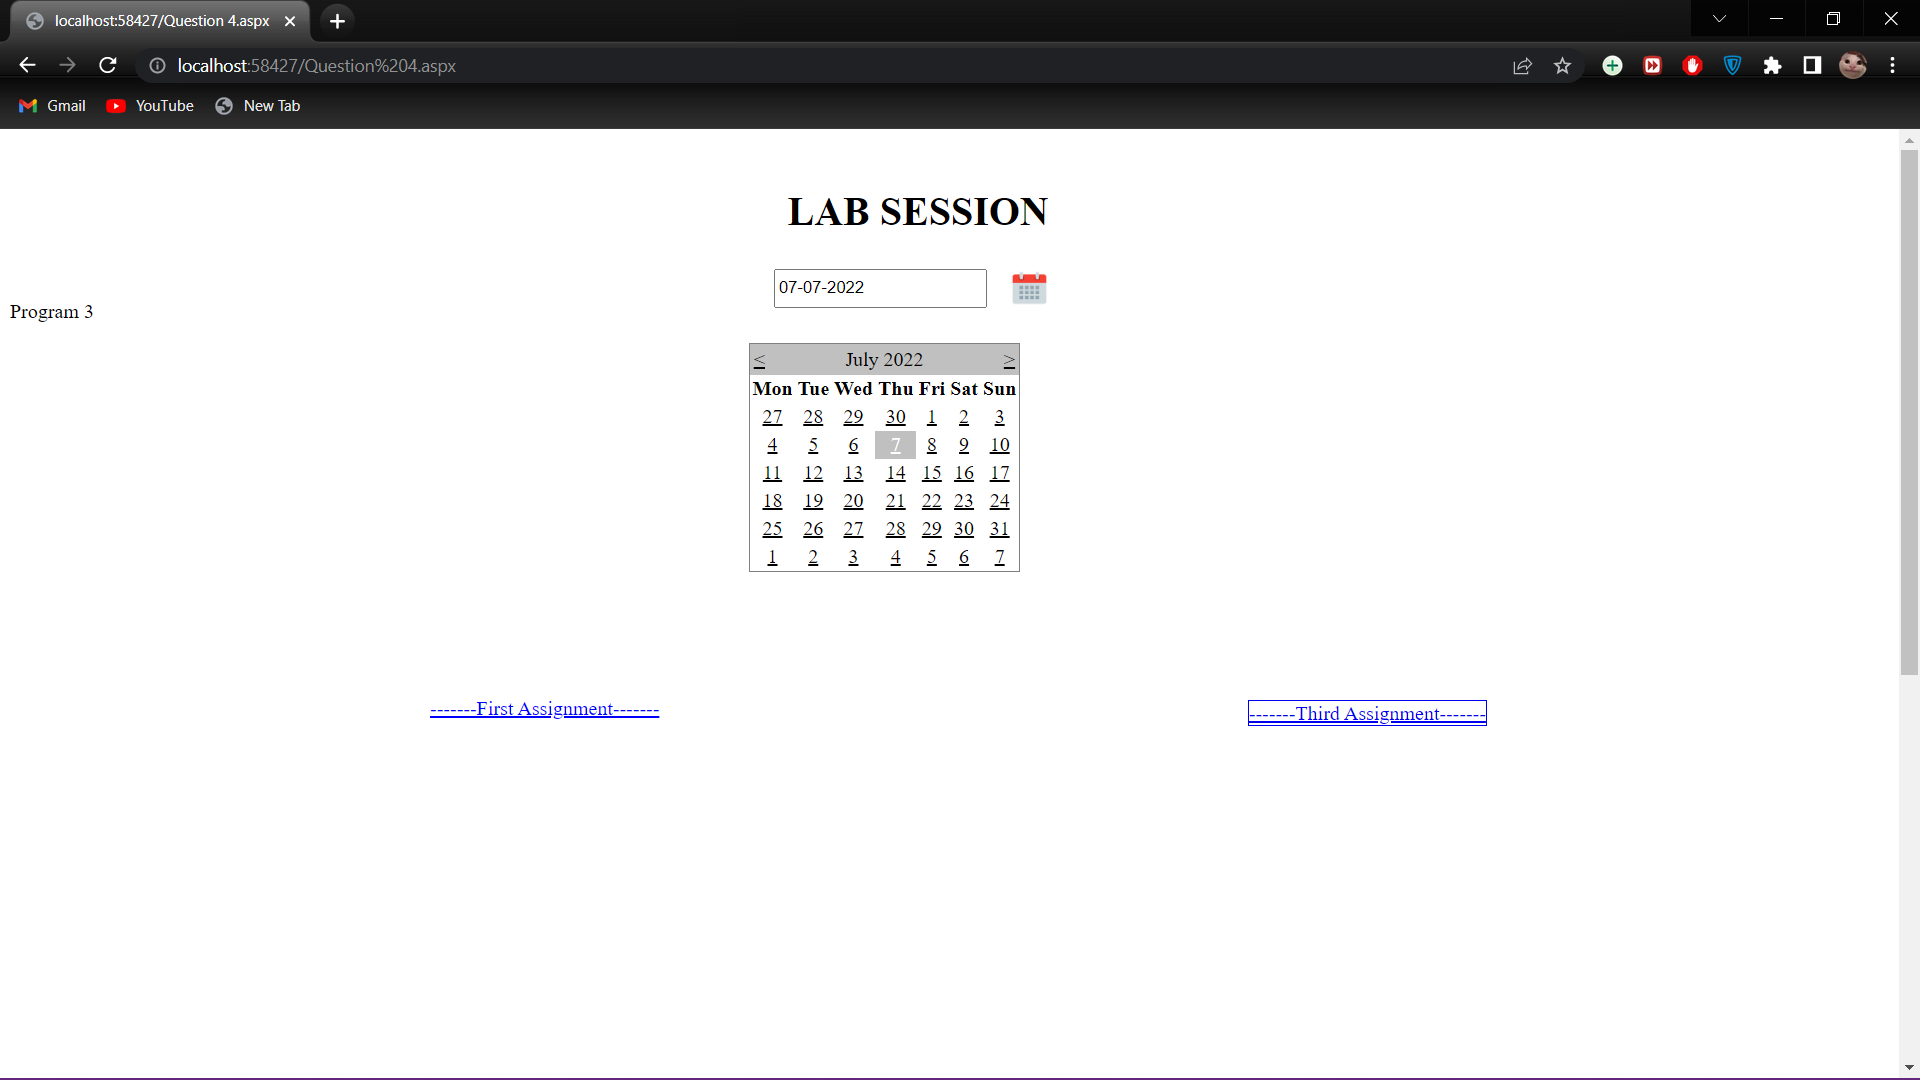 localhost:58427/Question 4.aspx
localhost:58427/Question%204.aspx
Gmail YouTube New Tab
LAB SESSION
07-07-2022
Program 3
< July 2022 >
Mon Tue Wed Thu Fri Sat Sun
27 28 29 30 1 2 3
4 5 6 7 8 9 10
11 12 13 14 15 16 17
18 19 20 21 22 23 24
25 26 27 28 29 30 31
1 2 3 4 5 6 7
-------First Assignment------- -------Third Assignment-------